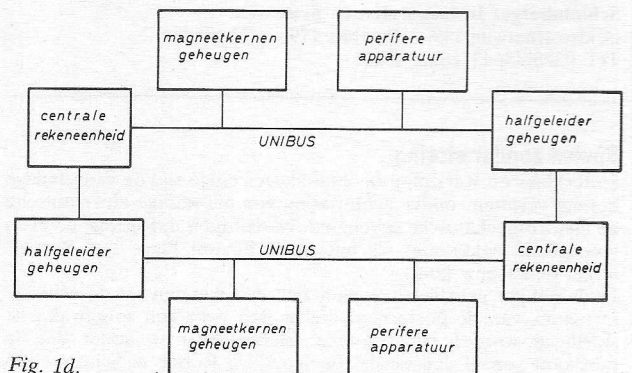 magneetkernen
geheugen
perifere
apparatuur
centrale
rekeneenheid
UNIBUS
halfgeleider
geheugen
halfgeleider
geheugen
UNIBUS
centrale
rekeneenheid
magneetkernen
geheugen
perifere
apparatuur
Fig. 1d.